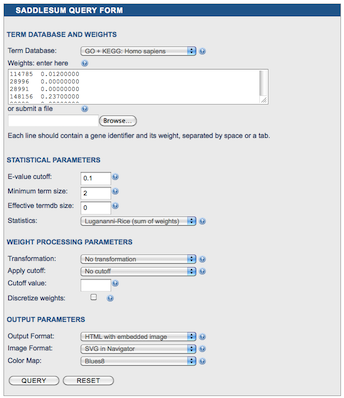 SADDLESUM QUERY FORM
TERM DATABASE AND WEIGHTS
Term Database: GO + KEGG: Homo sapiens
Weights: enter here
114785 0.01200000
28996 0.00000000
28991 0.00000000
148156 0.23700000
or submit a file
Browse...
Each line should contain a gene identifier and its weight, separated by space or a tab.
STATISTICAL PARAMETERS
E-value cutoff: 0.1
Minimum term size: 2
Effective termdb size: 0
Statistics: Lugananni-Rice (sum of weights)
WEIGHT PROCESSING PARAMETERS
Transformation: No transformation
Apply cutoff: No cutoff
Cutoff value:
Discretize weights:
OUTPUT PARAMETERS
Output Format: HTML with embedded image
Image Format: SVG in Navigator
Color Map: Blues8
QUERY RESET